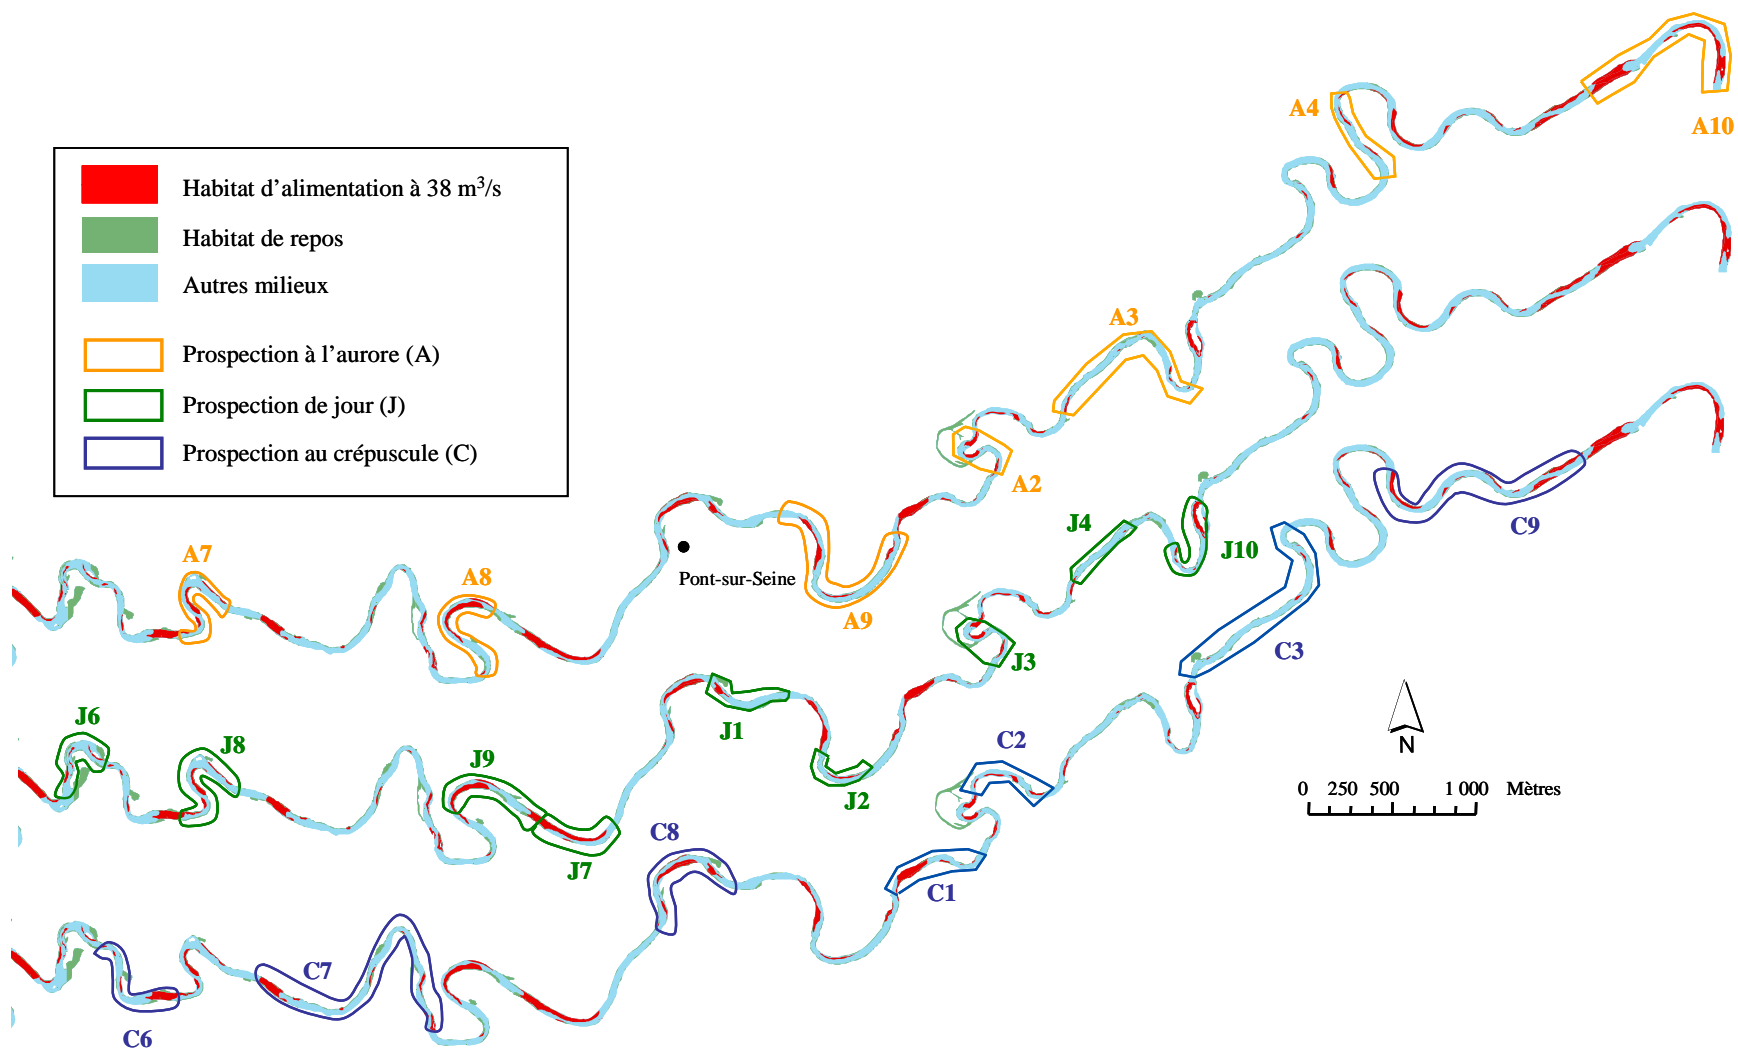 Habitat d'alimentation à 38 m³/s
Habitat de repos
Autres milieux
Prospection à l'aurore (A)
Prospection de jour (J)
Prospection au crépuscule (C)
A4
A10
A3
A2
A7
A8
A9
Pont-sur-Seine
J4
J10
J3
J1
J2
J6
J8
J9
J7
C9
C3
C2
C1
C8
C7
C6
N
0 250 500 1 000 Mètres